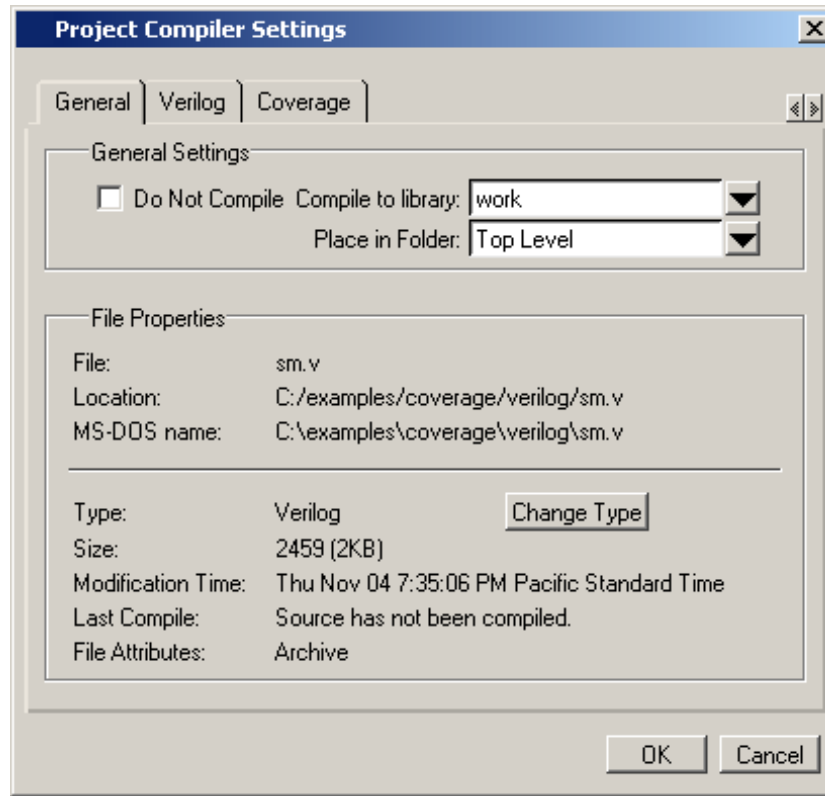 Project Compiler Settings
General Verilog Coverage
General Settings
Do Not Compile Compile to library: work
Place in Folder: Top Level
File Properties
File: sm.v
Location: C:/examples/coverage/verilog/sm.v
MS-DOS name: C:\examples\coverage\verilog\sm.v
Type: Verilog Change Type
Size: 2459 (2KB)
Modification Time: Thu Nov 04 7:35:06 PM Pacific Standard Time
Last Compile: Source has not been compiled.
File Attributes: Archive
OK Cancel